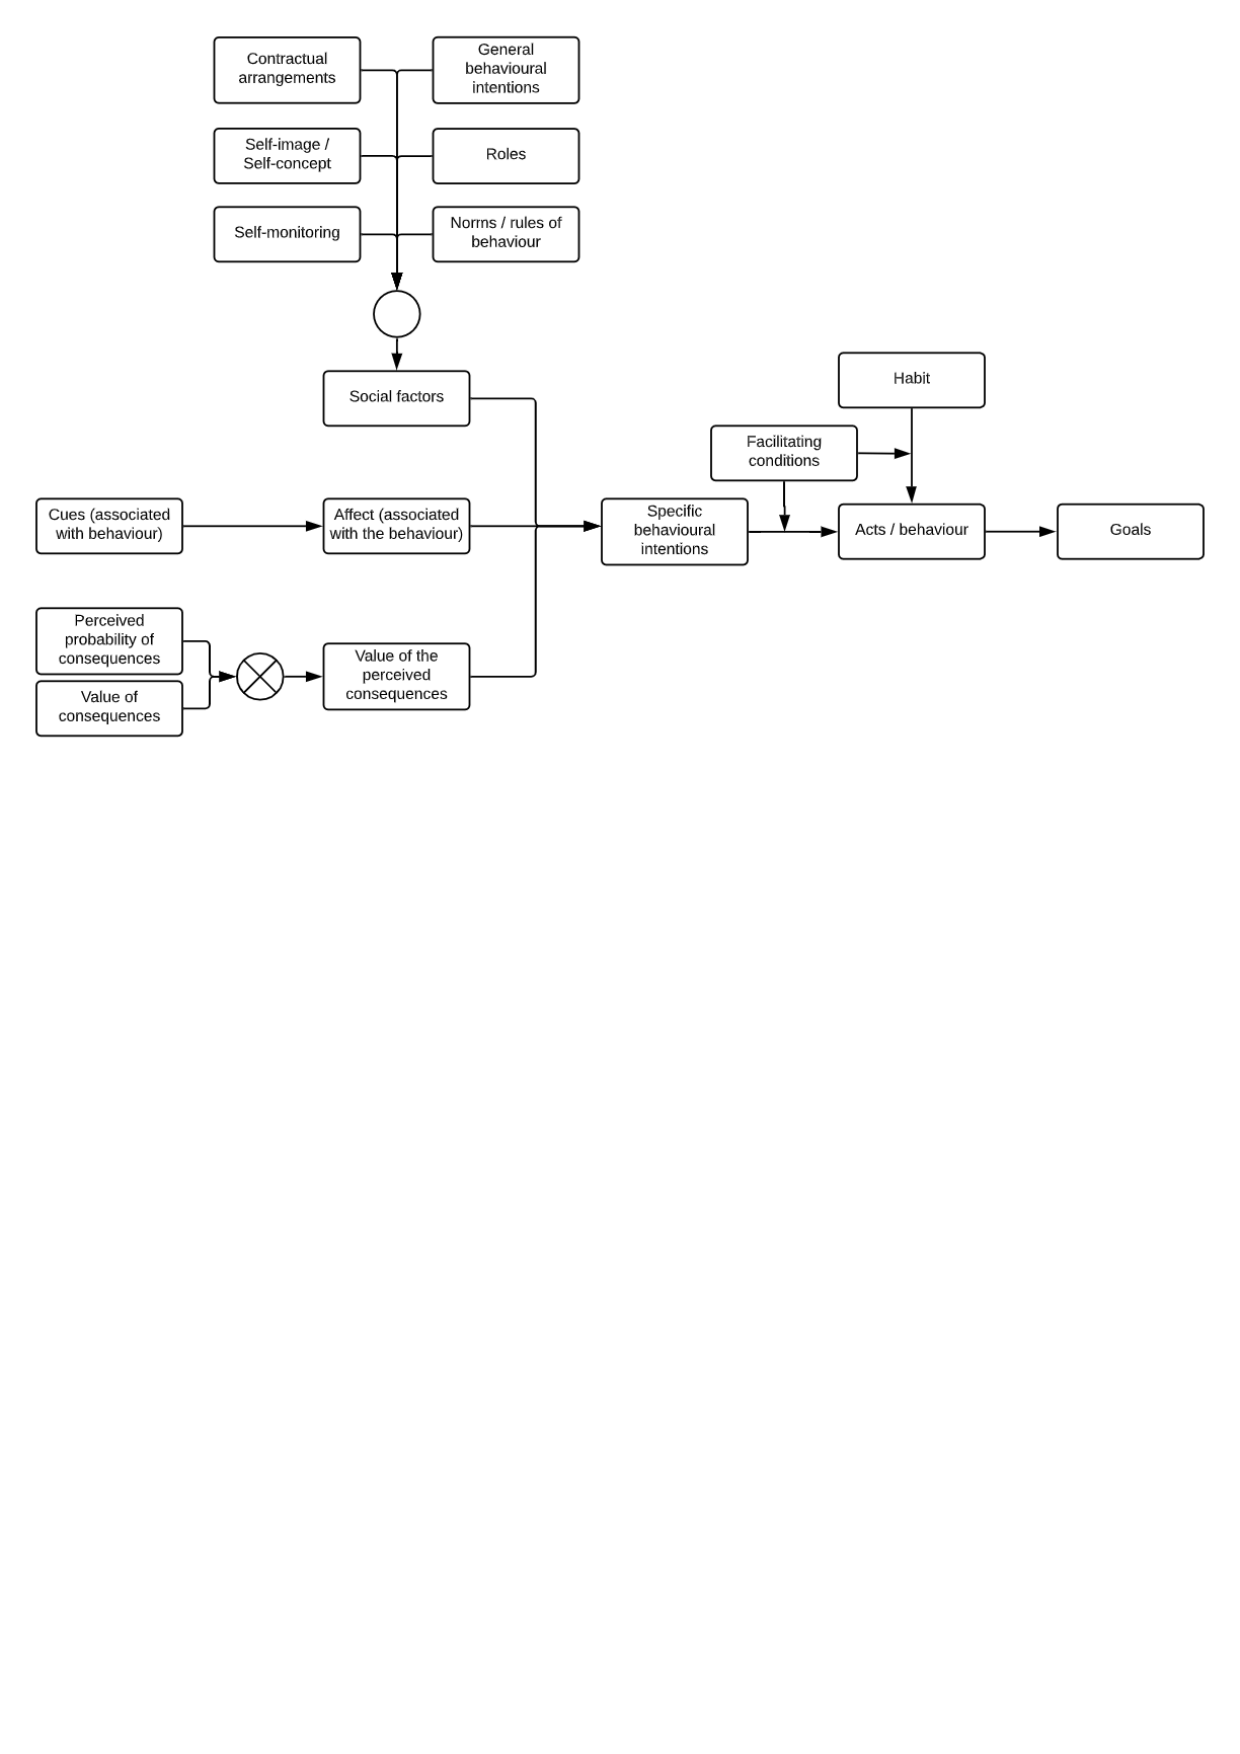 Contractual
arrangements
General
behavioural
intentions
Self-image /
Self-concept
Roles
Self-monitoring
Norms / rules of
behaviour
Social factors
Habit
Facilitating
conditions
Cues (associated
with behaviour)
Affect (associated
with the behaviour)
Specific
behavioural
intentions
Acts / behaviour
Goals
Perceived
probability of
consequences
Value of
consequences
Value of the
perceived
consequences